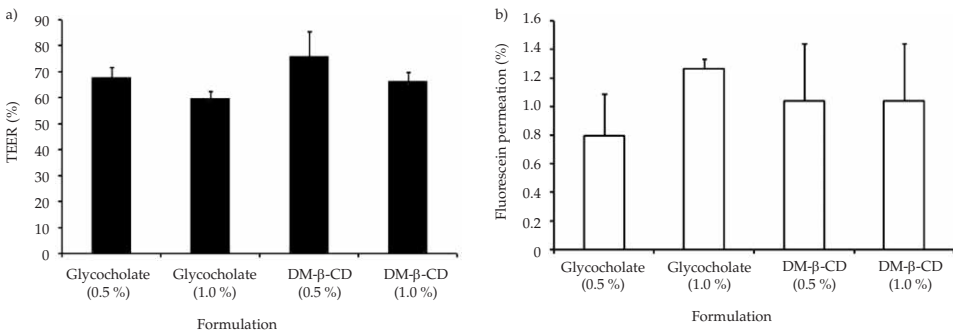 a)
TEER (%)
90
80
70
60
50
40
30
20
10
0
Glycocholate Glycocholate DM-β-CD DM-β-CD
(0.5 %) (1.0 %) (0.5 %) (1.0 %)
Formulation
b)
Fluorescein permeation (%)
1.6
1.4
1.2
1.0
0.8
0.6
0.4
0.2
0
Glycocholate Glycocholate DM-β-CD DM-β-CD
(0.5 %) (1.0 %) (0.5 %) (1.0 %)
Formulation